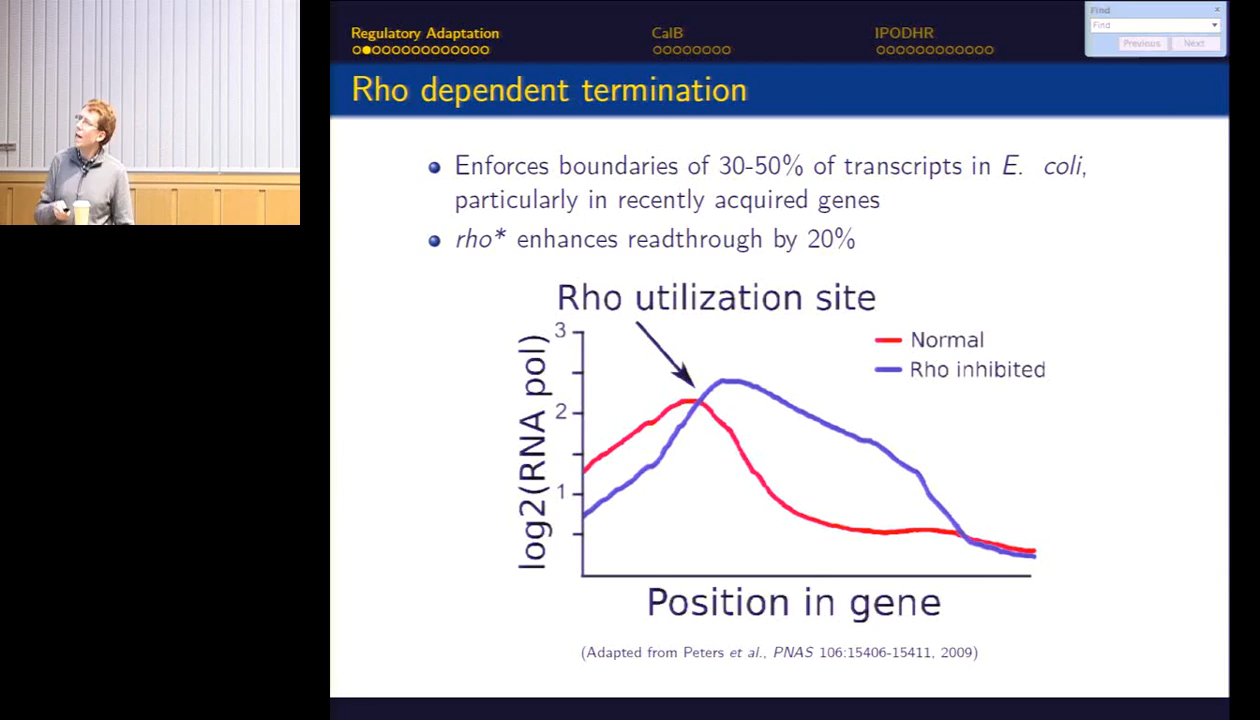 Regulatory Adaptation
CalB
IPODHR
Find
Find
Previous
Next
Rho dependent termination
Enforces boundaries of 30-50% of transcripts in E. coli,
particularly in recently acquired genes
rho* enhances readthrough by 20%
Rho utilization site
3
2
1
log2(RNA pol)
Normal
Rho inhibited
Position in gene
(Adapted from Peters et al., PNAS 106:15406-15411, 2009)